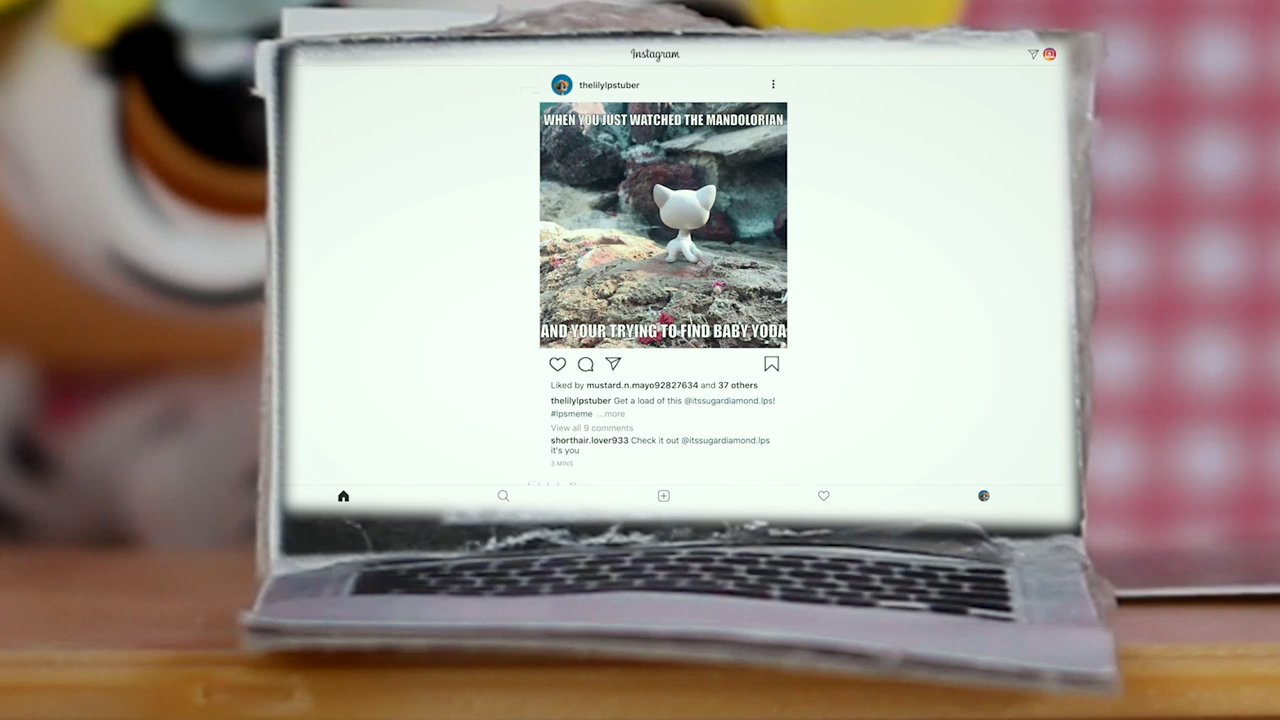 Instagram
thelilylpstuber
WHEN YOU JUST WATCHED THE MANDOLORIAN
AND YOUR TRYING TO FIND BABY YODA
Liked by mustard.n.mayo92827634 and 37 others
thelilylpstuber Get a load of this @itssugardiamond.lps!
#lpsmeme ...more
View all 9 comments
shorthair.lover933 Check it out @itssugardiamond.lps
it's you
3 MINS